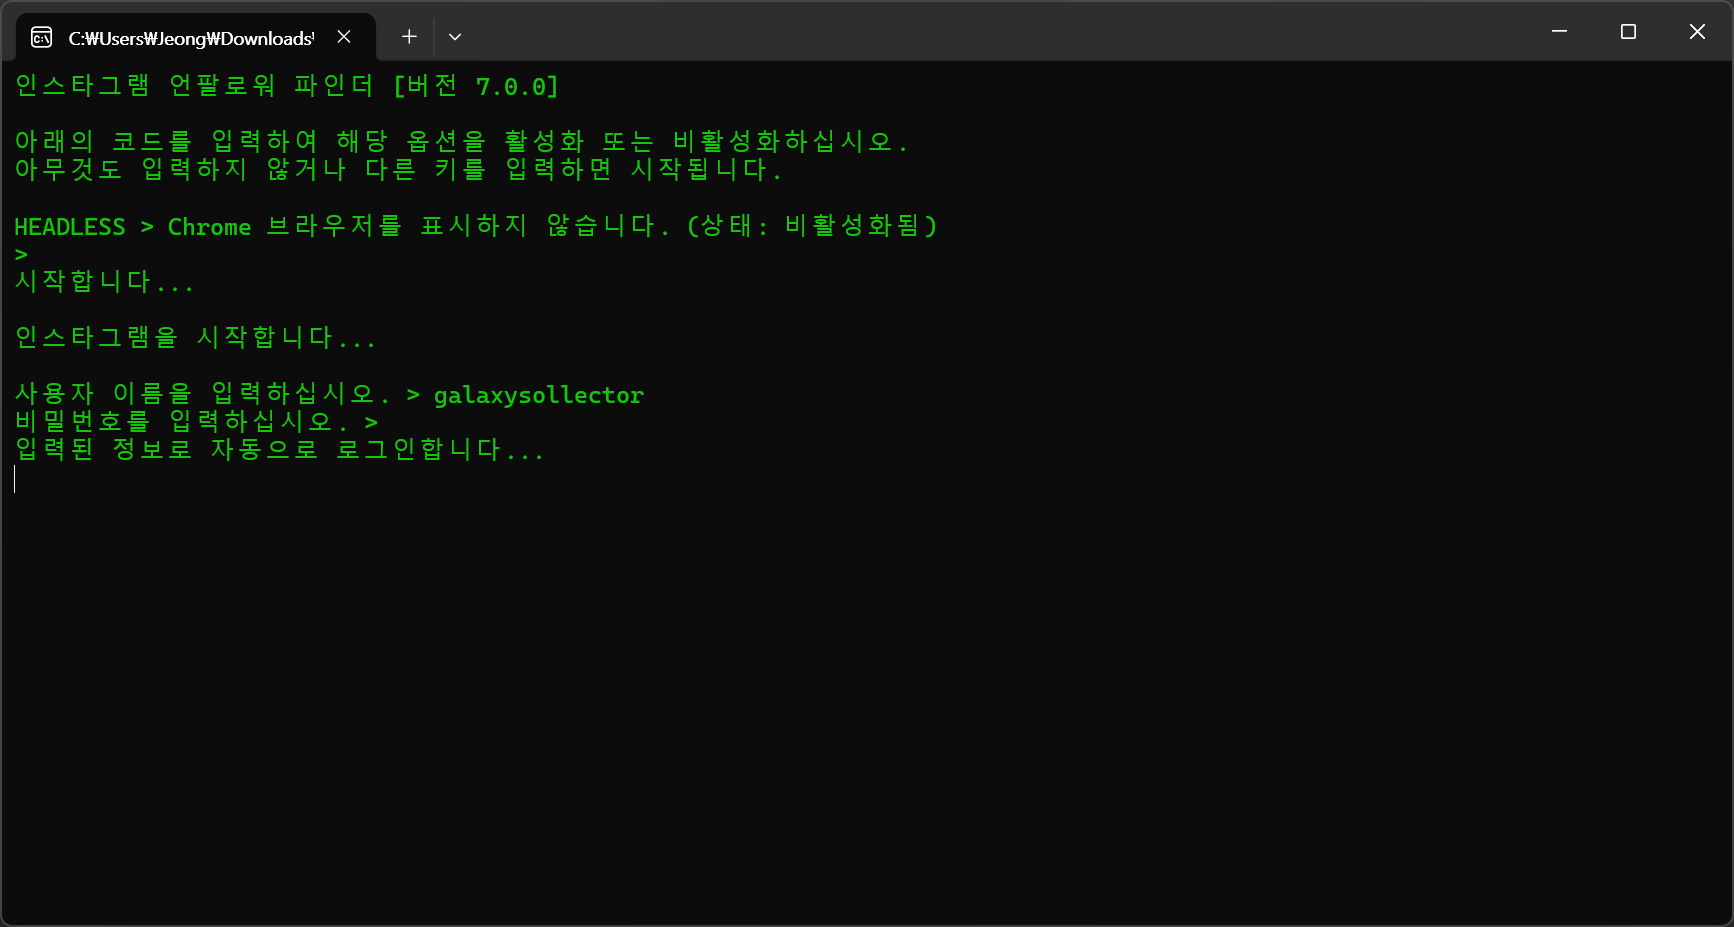 C:₩Users₩Jeong₩Downloads
인스타그램 언팔로워 파인더 [버전 7.0.0]
아래의 코드를 입력하여 해당 옵션을 활성화 또는 비활성화하십시오.
아무것도 입력하지 않거나 다른 키를 입력하면 시작됩니다.
HEADLESS > Chrome 브라우저를 표시하지 않습니다. (상태: 비활성화됨)
>
시작합니다...
인스타그램을 시작합니다...
사용자 이름을 입력하십시오. > galaxysollector
비밀번호를 입력하십시오. >
입력된 정보로 자동으로 로그인합니다...